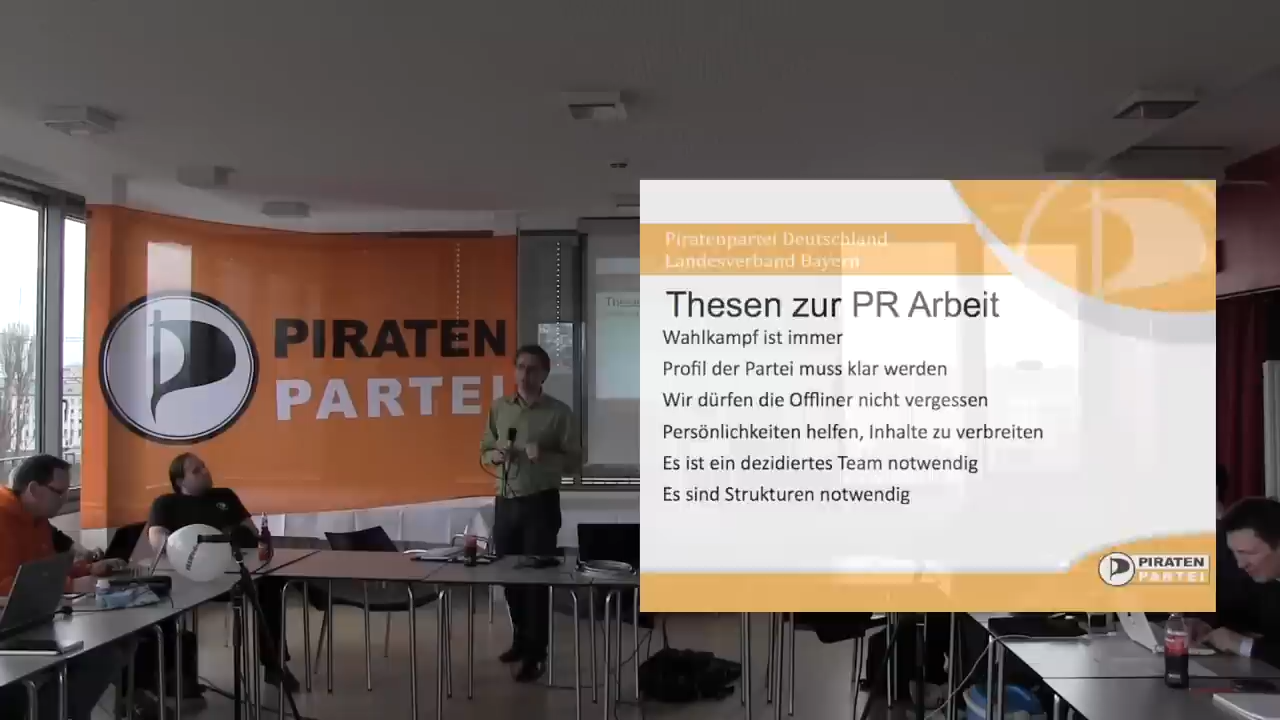 PIRATEN
PARTEI
Piratenpartei Deutschland
Landesverband Bayern
Thesen zur PR Arbeit
Wahlkampf ist immer
Profil der Partei muss klar werden
Wir dürfen die Offliner nicht vergessen
Persönlichkeiten helfen, Inhalte zu verbreiten
Es ist ein dezidiertes Team notwendig
Es sind Strukturen notwendig
PIRATEN
PARTEI